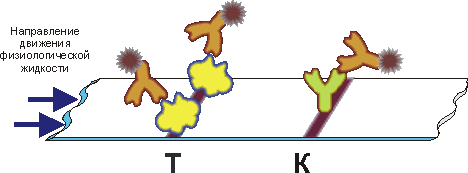 Направление
движения
физиологической
жидкости
Т К